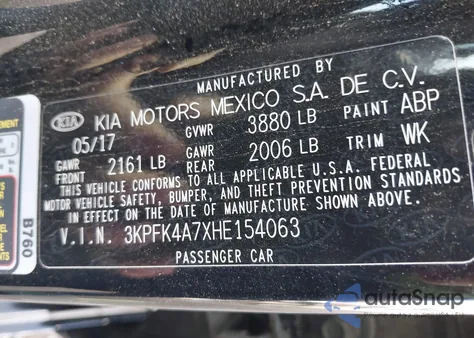 MANUFACTURED BY
KIA KIA MOTORS MEXICO S.A. DE C.V.
05/17 GVWR 3880 LB PAINT ABP
GAWR FRONT 2161 LB GAWR REAR 2006 LB TRIM WK
THIS VEHICLE CONFORMS TO ALL APPLICABLE U.S.A. FEDERAL
MOTOR VEHICLE SAFETY, BUMPER, AND THEFT PREVENTION STANDARDS
IN EFFECT ON THE DATE OF MANUFACTURE SHOWN ABOVE.
V.I.N. 3KPFK4A7XHE154063
PASSENGER CAR
B760
autoSnap